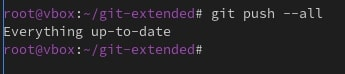 root@vbox:~/git-extended# git push --all
Everything up-to-date
root@vbox:~/git-extended#